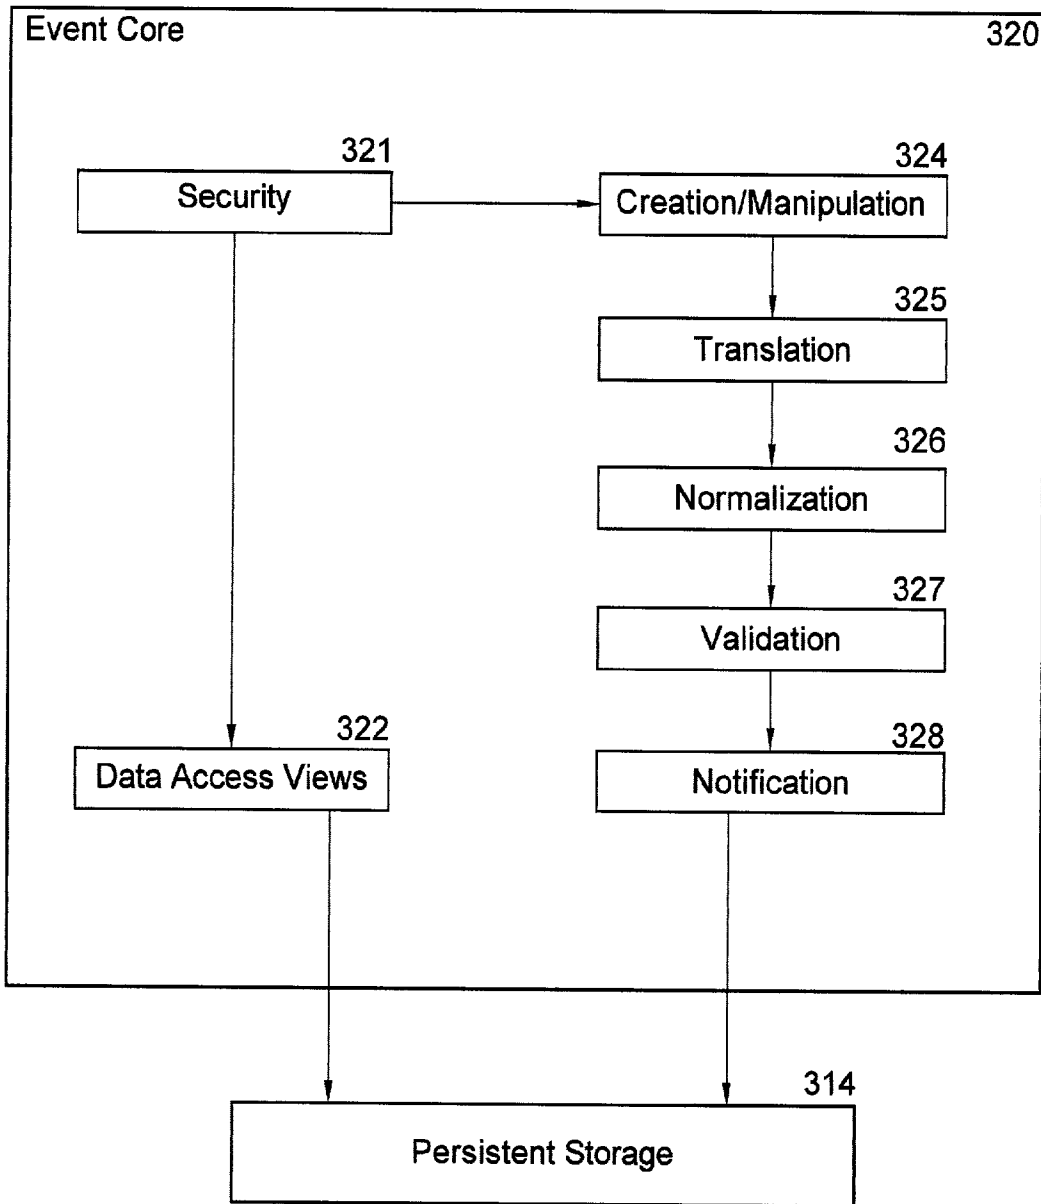 Event Core
320
321
Security
324
Creation/Manipulation
325
Translation
326
Normalization
327
Validation
322
Data Access Views
328
Notification
314
Persistent Storage